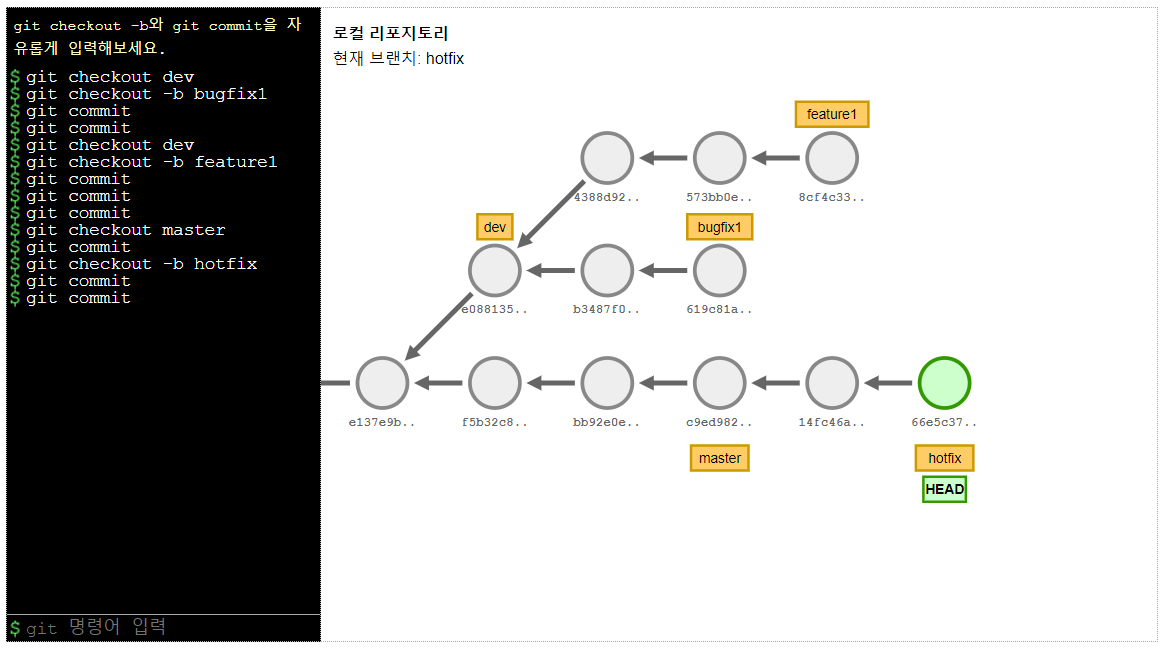 git checkout -b와 git commit을 자
유롭게 입력해보세요.
$ git checkout dev
$ git checkout -b bugfix1
$ git commit
$ git commit
$ git checkout dev
$ git checkout -b feature1
$ git commit
$ git commit
$ git commit
$ git checkout master
$ git commit
$ git checkout -b hotfix
$ git commit
$ git commit
$ git 명령어 입력
로컬 리포지토리
현재 브랜치: hotfix
feature1
4388d92.. 573bb0e.. 8cf4c33..
dev bugfix1
e088135.. b3487f0.. 619c81a..
e137e9b.. f5b32c8.. bb92e0e.. c9ed982.. 14fc46a.. 66e5c37..
master hotfix
HEAD